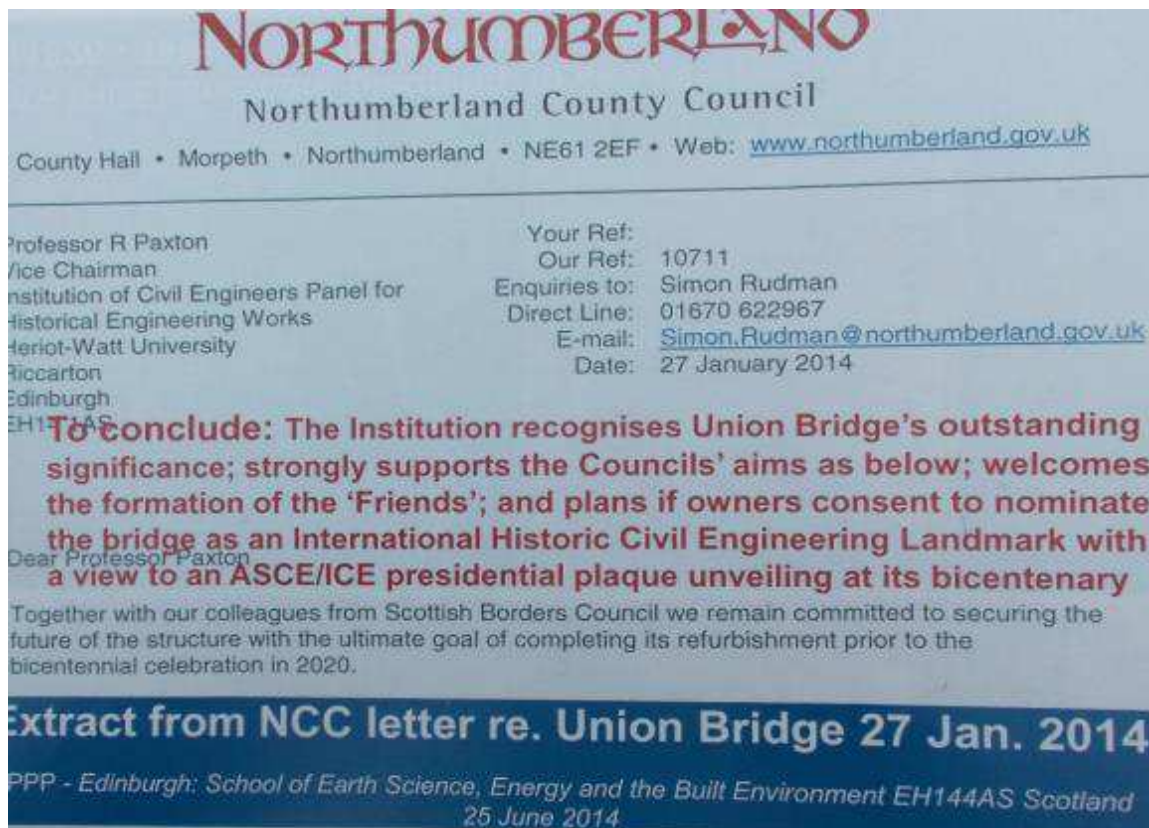 NORThUMBERLAND
Northumberland County Council
County Hall • Morpeth • Northumberland • NE61 2EF • Web: www.northumberland.gov.uk
Professor R Paxton
Vice Chairman
Institution of Civil Engineers Panel for
Historical Engineering Works
Heriot-Watt University
Riccarton
Edinburgh
EH14 4AS
Your Ref:
Our Ref: 10711
Enquiries to: Simon Rudman
Direct Line: 01670 622967
E-mail: Simon.Rudman@northumberland.gov.uk
Date: 27 January 2014
To conclude: The Institution recognises Union Bridge's outstanding
significance; strongly supports the Councils' aims as below; welcomes
the formation of the 'Friends'; and plans if owners consent to nominate
the bridge as an International Historic Civil Engineering Landmark with
Dear Professor Paxton
a view to an ASCE/ICE presidential plaque unveiling at its bicentenary
Together with our colleagues from Scottish Borders Council we remain committed to securing the
future of the structure with the ultimate goal of completing its refurbishment prior to the
bicentennial celebration in 2020.
Extract from NCC letter re. Union Bridge 27 Jan. 2014
PPP - Edinburgh: School of Earth Science, Energy and the Built Environment EH144AS Scotland
25 June 2014